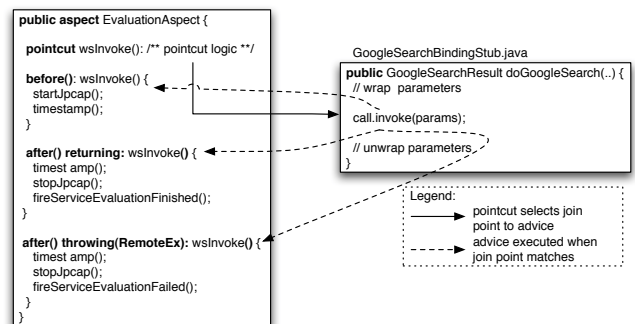 public aspect EvaluationAspect {
pointcut wsInvoke(): /** pointcut logic **/
before(): wsInvoke() {
startJpcap();
timestamp();
}
after() returning: wsInvoke() {
timest amp();
stopJpcap();
fireServiceEvaluationFinished();
}
after() throwing(RemoteEx): wsInvoke() {
timest amp();
stopJpcap();
fireServiceEvaluationFailed();
}
}
GoogleSearchBindingStub.java
public GoogleSearchResult doGoogleSearch(..) {
// wrap parameters
call.invoke(params);
// unwrap parameters
}
Legend:
pointcut selects join
point to advice
advice executed when
join point matches